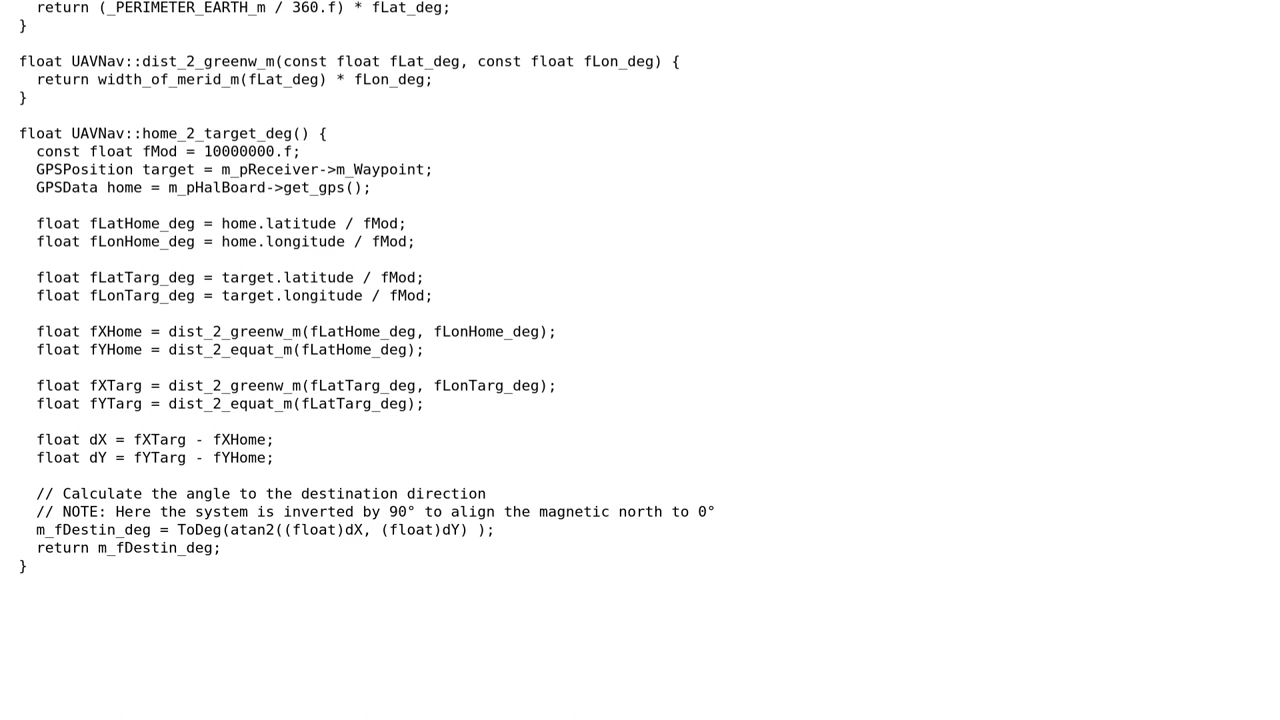 return (_PERIMETER_EARTH_m / 360.f) * fLat_deg;
}
float UAVNav::dist_2_greenw_m(const float fLat_deg, const float fLon_deg) {
return width_of_merid_m(fLat_deg) * fLon_deg;
}
float UAVNav::home_2_target_deg() {
const float fMod = 10000000.f;
GPSPosition target = m_pReceiver->m_Waypoint;
GPSData home = m_pHalBoard->get_gps();
float fLatHome_deg = home.latitude / fMod;
float fLonHome_deg = home.longitude / fMod;
float fLatTarg_deg = target.latitude / fMod;
float fLonTarg_deg = target.longitude / fMod;
float fXHome = dist_2_greenw_m(fLatHome_deg, fLonHome_deg);
float fYHome = dist_2_equat_m(fLatHome_deg);
float fXTarg = dist_2_greenw_m(fLatTarg_deg, fLonTarg_deg);
float fYTarg = dist_2_equat_m(fLatTarg_deg);
float dX = fXTarg - fXHome;
float dY = fYTarg - fYHome;
// Calculate the angle to the destination direction
// NOTE: Here the system is inverted by 90° to align the magnetic north to 0°
m_fDestin_deg = ToDeg(atan2((float)dX, (float)dY) );
return m_fDestin_deg;
}